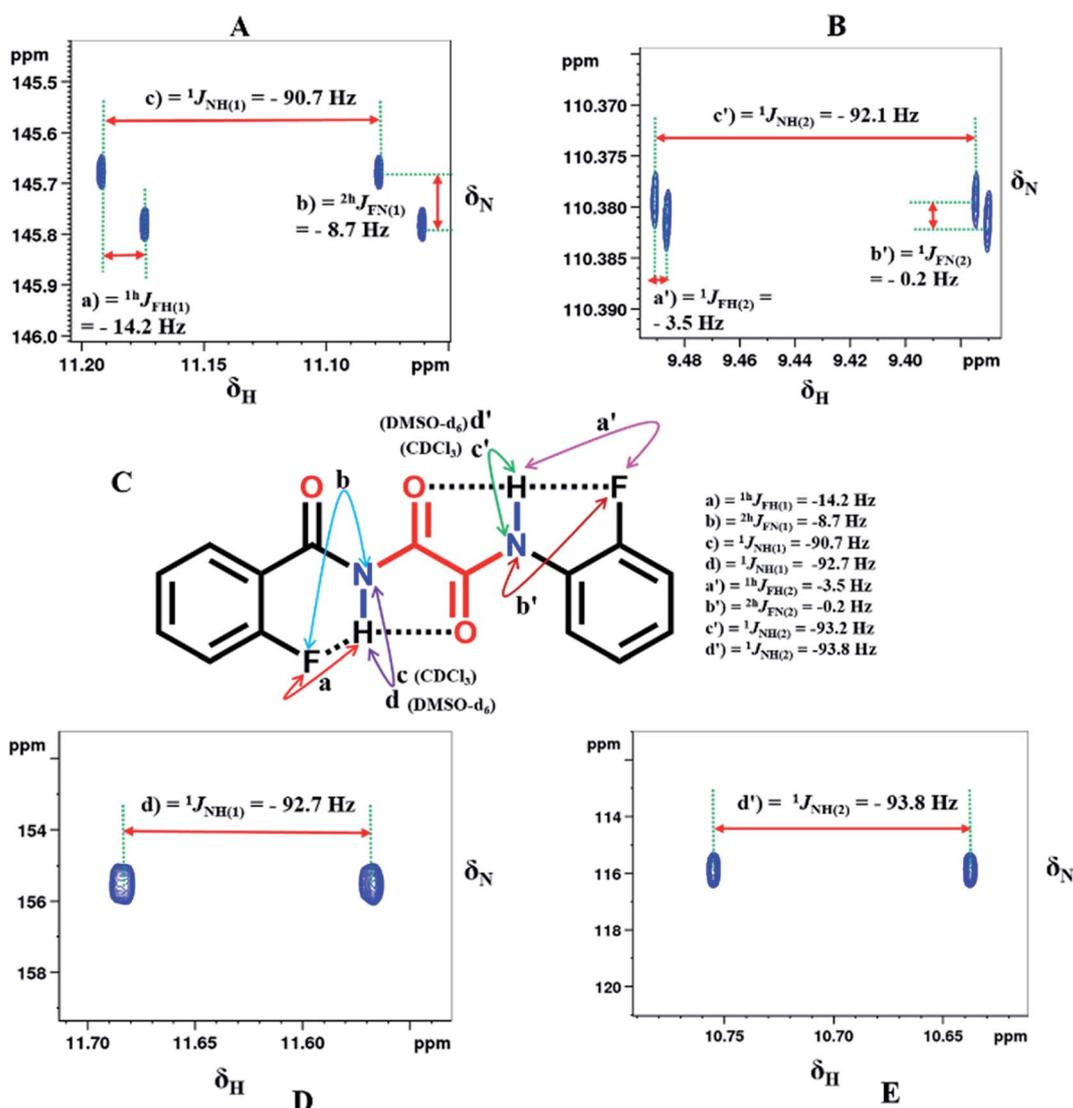 A
ppm
145.5
145.6
145.7
145.8
145.9
146.0
c) = ¹J_NH(1) = - 90.7 Hz
b) = ²ʰJ_FN(1)
= - 8.7 Hz
a) = ¹ʰJ_FH(1)
= - 14.2 Hz
δ_N
11.20 11.15 11.10 ppm
δ_H
B
ppm
110.370
110.375
110.380
110.385
110.390
c') = ¹J_NH(2) = - 92.1 Hz
b') = ¹J_FN(2)
= - 0.2 Hz
a') = ¹J_FH(2) =
- 3.5 Hz
δ_N
9.48 9.46 9.44 9.42 9.40 ppm
δ_H
C
(DMSO-d₆) d'
(CDCl₃) c'
a'
b
O O H F
N N
b'
H O
F
a
c (CDCl₃)
d (DMSO-d₆)
a) = ¹ʰJ_FH(1) = -14.2 Hz
b) = ²ʰJ_FN(1) = -8.7 Hz
c) = ¹J_NH(1) = -90.7 Hz
d) = ¹J_NH(1) = -92.7 Hz
a') = ¹ʰJ_FH(2) = -3.5 Hz
b') = ²ʰJ_FN(2) = -0.2 Hz
c') = ¹J_NH(2) = -93.2 Hz
d') = ¹J_NH(2) = -93.8 Hz
ppm
154
156
158
d) = ¹J_NH(1) = - 92.7 Hz
δ_N
11.70 11.65 11.60 ppm
δ_H
D
ppm
114
116
118
120
d') = ¹J_NH(2) = - 93.8 Hz
δ_N
10.75 10.70 10.65 ppm
δ_H
E